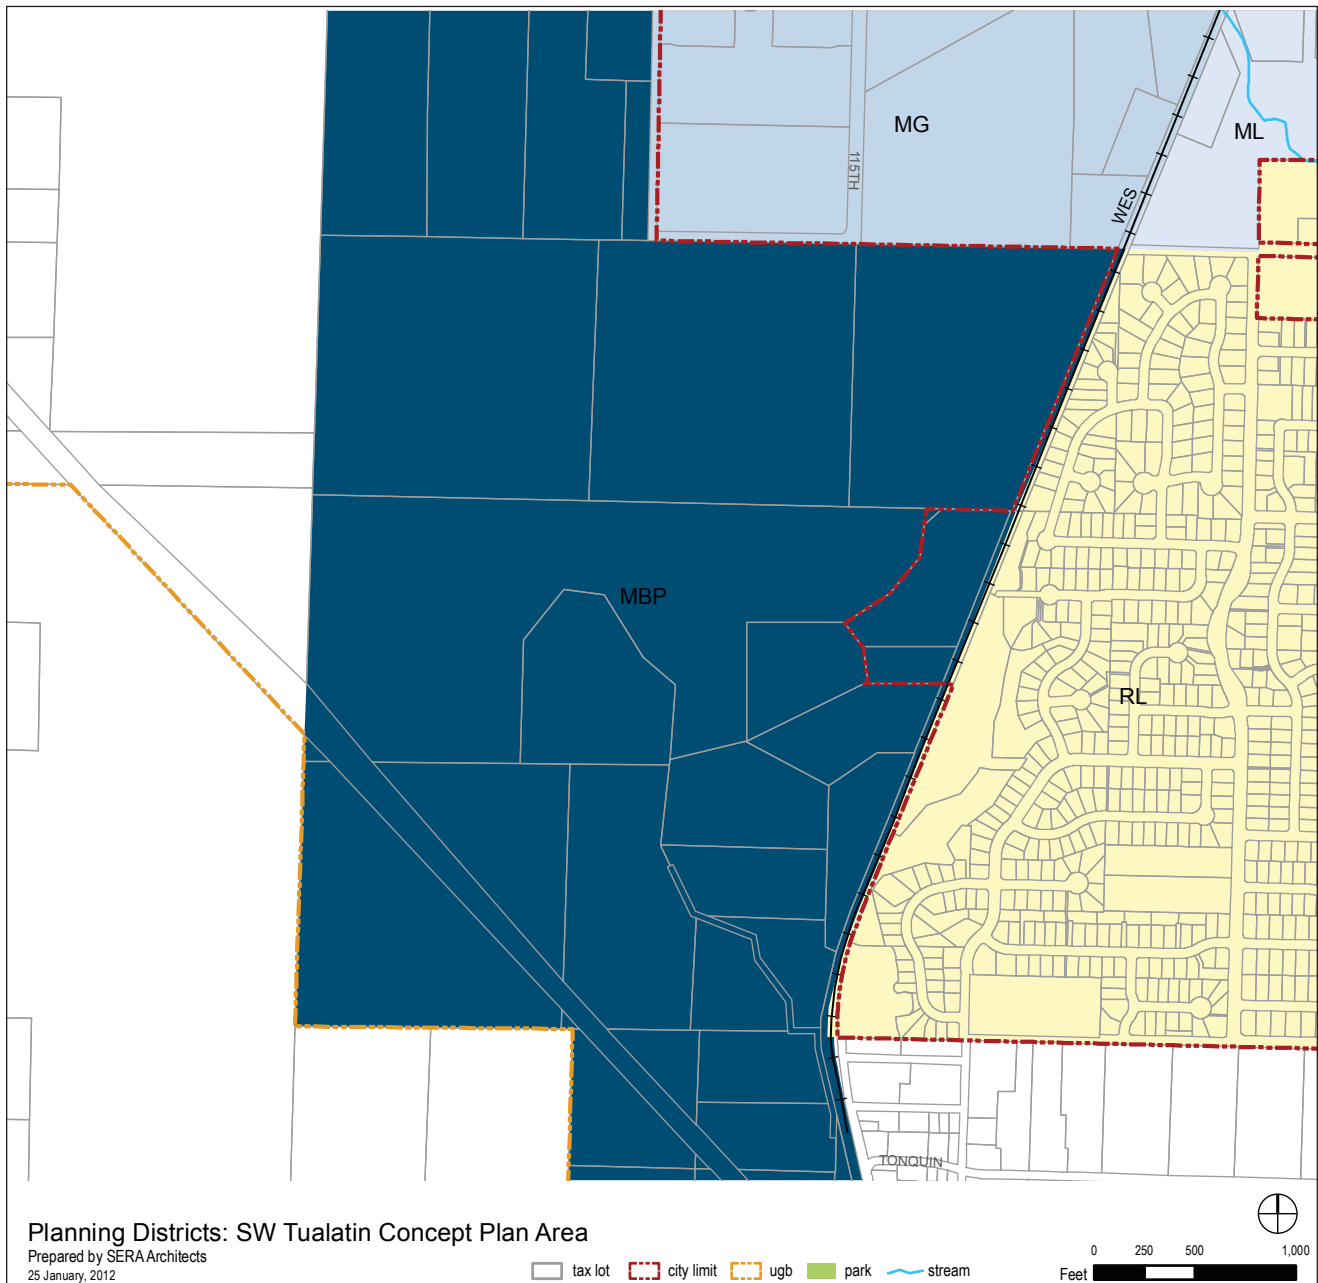 MG
ML
115TH
WES
MBP
RL
TONQUIN
Planning Districts: SW Tualatin Concept Plan Area
Prepared by SERA Architects
25 January, 2012
tax lot city limit ugb park stream
0 250 500 1,000
Feet